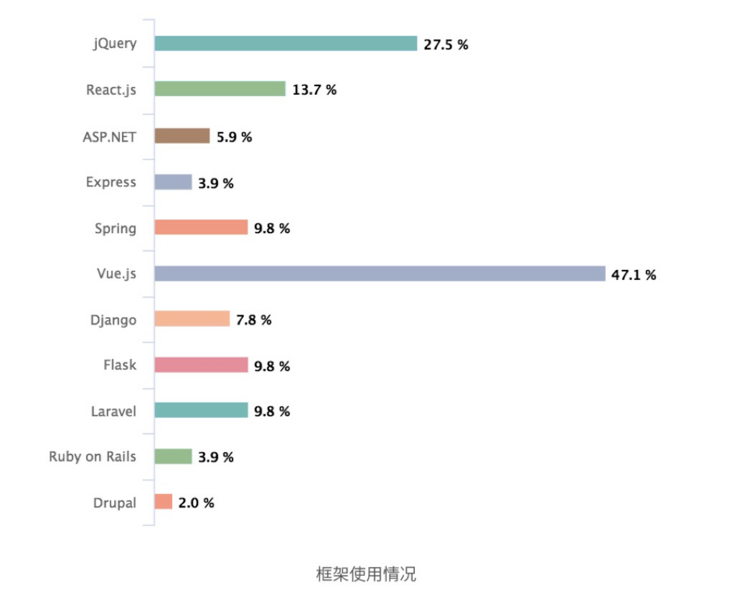 jQuery 27.5 %
React.js 13.7 %
ASP.NET 5.9 %
Express 3.9 %
Spring 9.8 %
Vue.js 47.1 %
Django 7.8 %
Flask 9.8 %
Laravel 9.8 %
Ruby on Rails 3.9 %
Drupal 2.0 %
框架使用情况